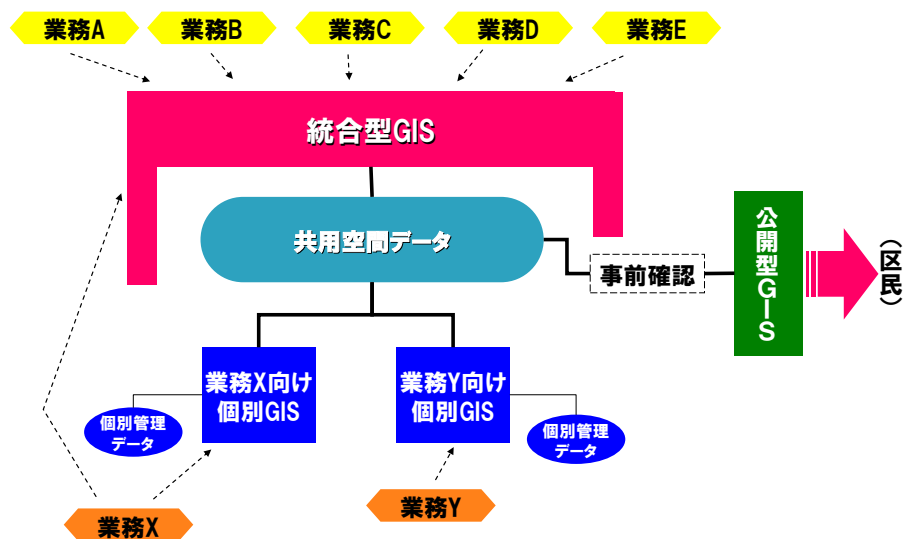 業務A
業務B
業務C
業務D
業務E
統合型GIS
共用空間データ
事前確認
公開型GIS
(区民)
業務X向け
個別GIS
業務Y向け
個別GIS
個別管理
データ
個別管理
データ
業務X
業務Y